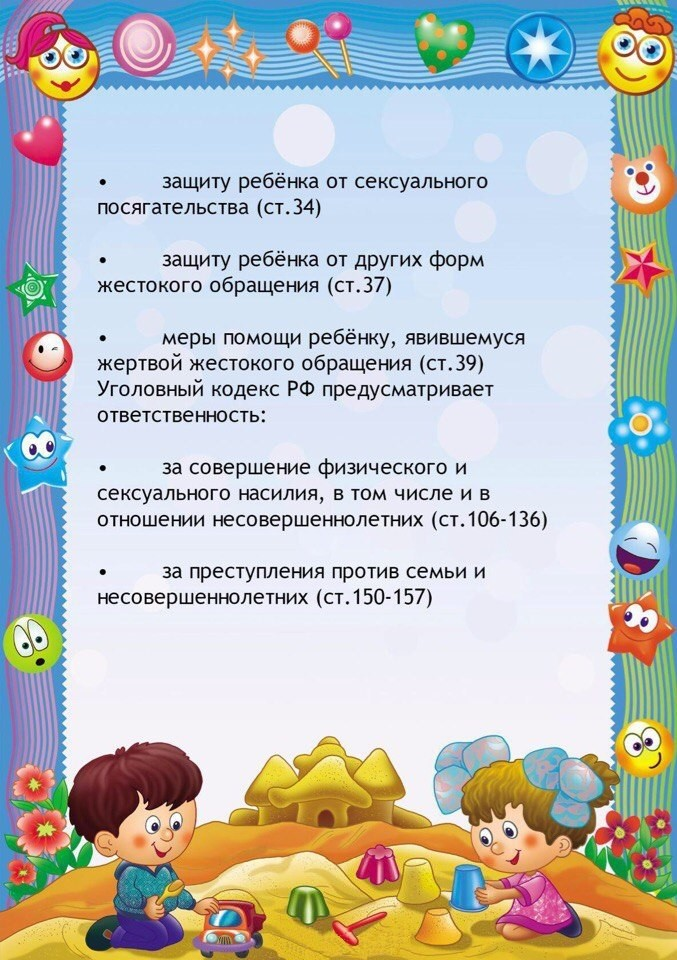 • защиту ребёнка от сексуального
посягательства (ст.34)
• защиту ребёнка от других форм
жестокого обращения (ст.37)
• меры помощи ребёнку, явившемуся
жертвой жестокого обращения (ст.39)
Уголовный кодекс РФ предусматривает
ответственность:
• за совершение физического и
сексуального насилия, в том числе и в
отношении несовершеннолетних (ст.106-136)
• за преступления против семьи и
несовершеннолетних (ст.150-157)